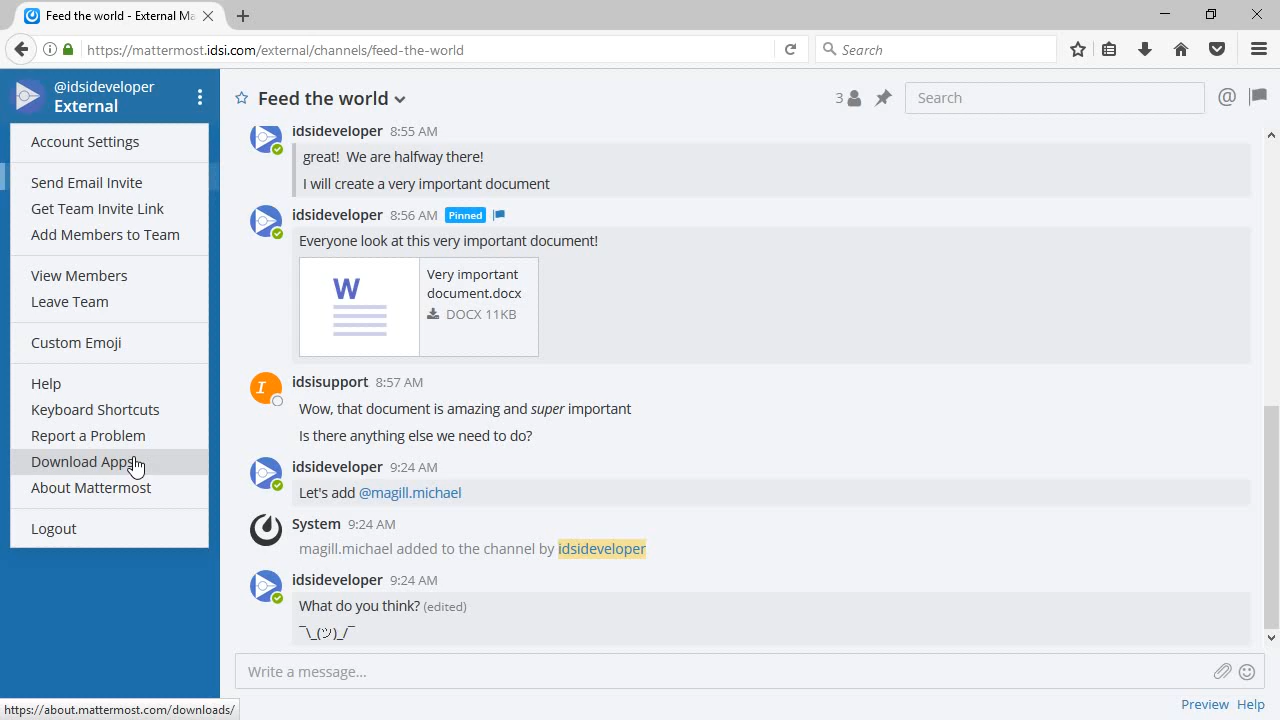 Feed the world - External Ma
https://mattermost.idsi.com/external/channels/feed-the-world
Search
@idsideveloper
External
Account Settings
Send Email Invite
Get Team Invite Link
Add Members to Team
View Members
Leave Team
Custom Emoji
Help
Keyboard Shortcuts
Report a Problem
Download Apps
About Mattermost
Logout
https://about.mattermost.com/downloads/
Feed the world
3
Search
@
idsideveloper 8:55 AM
great! We are halfway there!
I will create a very important document
idsideveloper 8:56 AM Pinned
Everyone look at this very important document!
W
Very important
document.docx
DOCX 11KB
I
idsisupport 8:57 AM
Wow, that document is amazing and super important
Is there anything else we need to do?
idsideveloper 9:24 AM
Let's add @magill.michael
System 9:24 AM
magill.michael added to the channel by idsideveloper
idsideveloper 9:24 AM
What do you think? (edited)
¯\_(ツ)_/¯
Write a message...
Preview Help